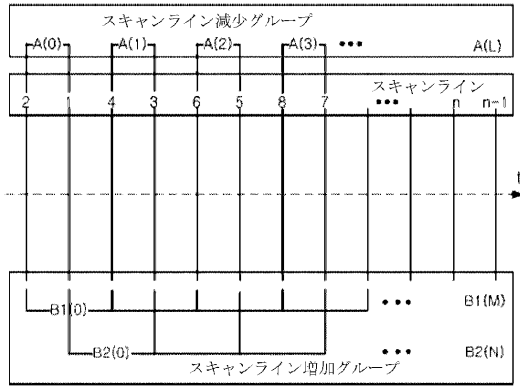 スキャンライン減少グループ
A(0) A(1) A(2) A(3) ••• A(L)
スキャンライン
2 1 4 3 6 5 8 7 ••• n n-1
t
B1(0) ••• B1(M)
B2(0) ••• B2(N)
スキャンライン増加グループ